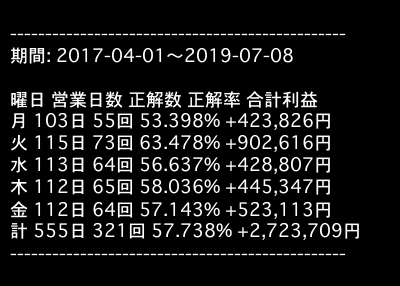 ------------------------------------------------
期間: 2017-04-01～2019-07-08
曜日 営業日数 正解数 正解率 合計利益
月 103日 55回 53.398% +423,826円
火 115日 73回 63.478% +902,616円
水 113日 64回 56.637% +428,807円
木 112日 65回 58.036% +445,347円
金 112日 64回 57.143% +523,113円
計 555日 321回 57.738% +2,723,709円
------------------------------------------------